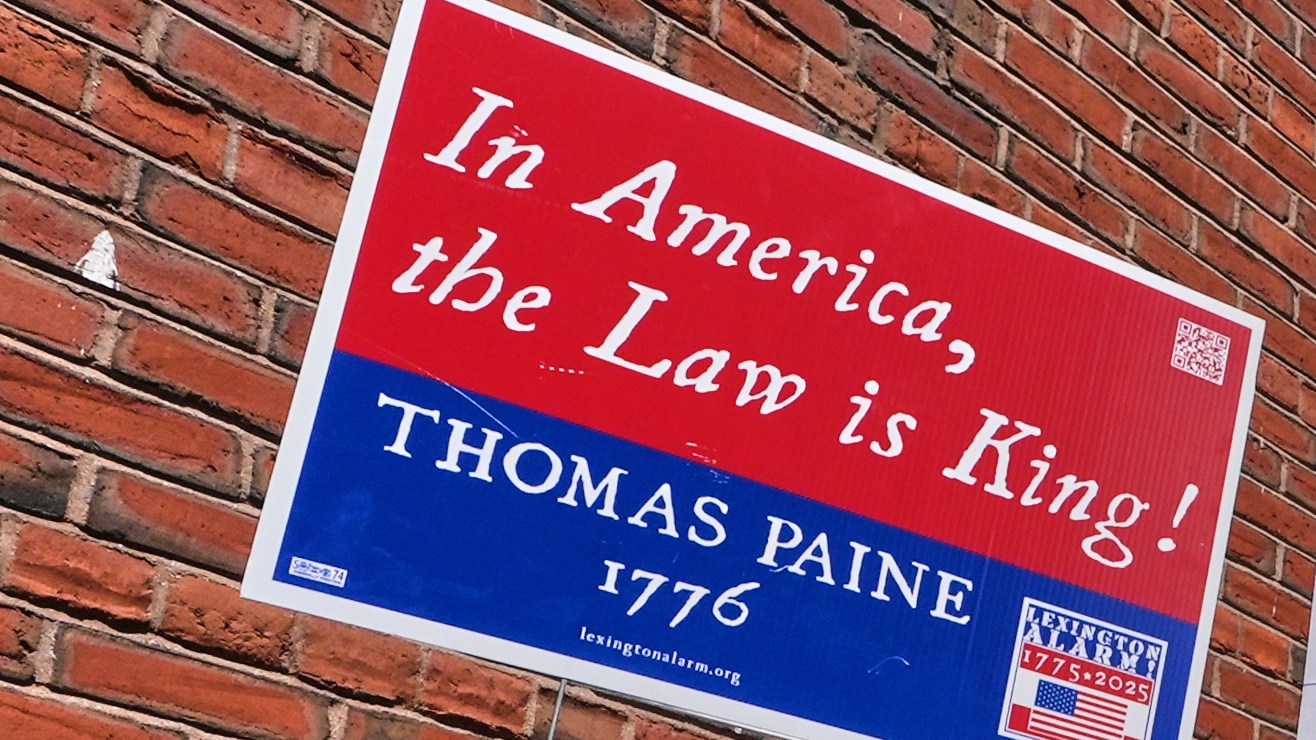 In America,
the Law is King!
THOMAS PAINE
1776
lexingtonalarm.org
LEXINGTON
ALARM!
1775★2025